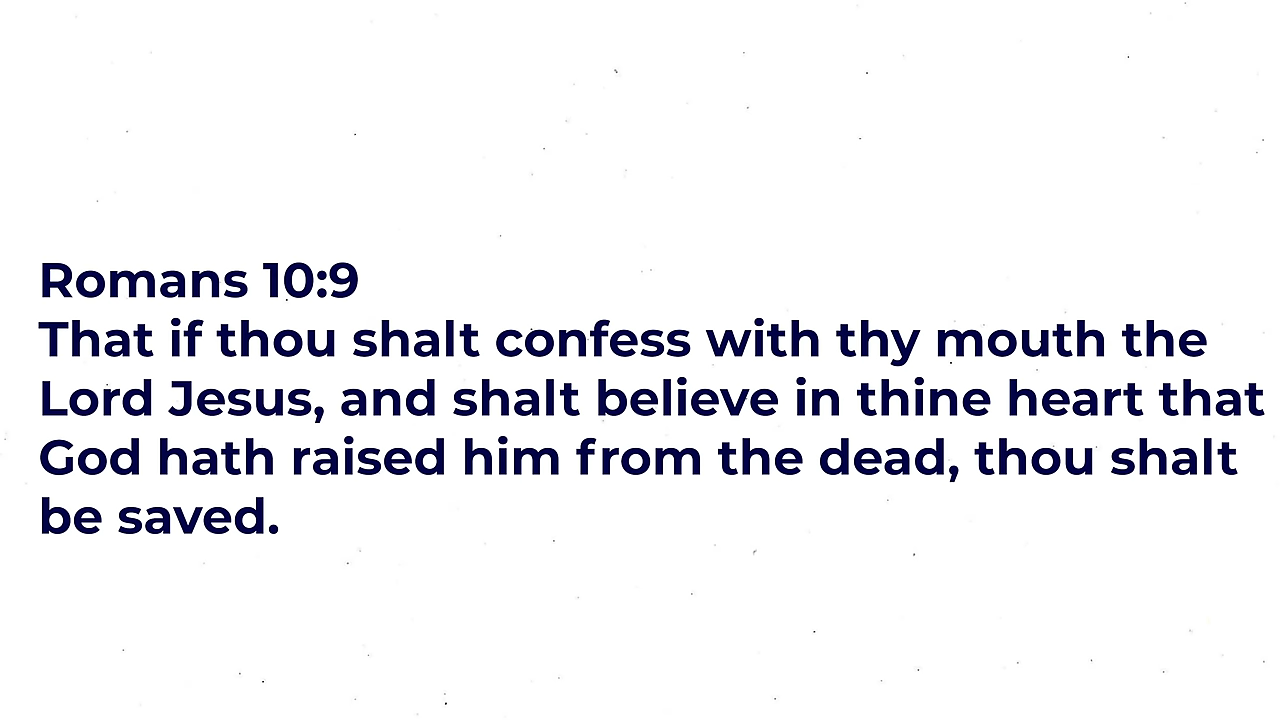 Romans 10:9
That if thou shalt confess with thy mouth the
Lord Jesus, and shalt believe in thine heart that
God hath raised him from the dead, thou shalt
be saved.